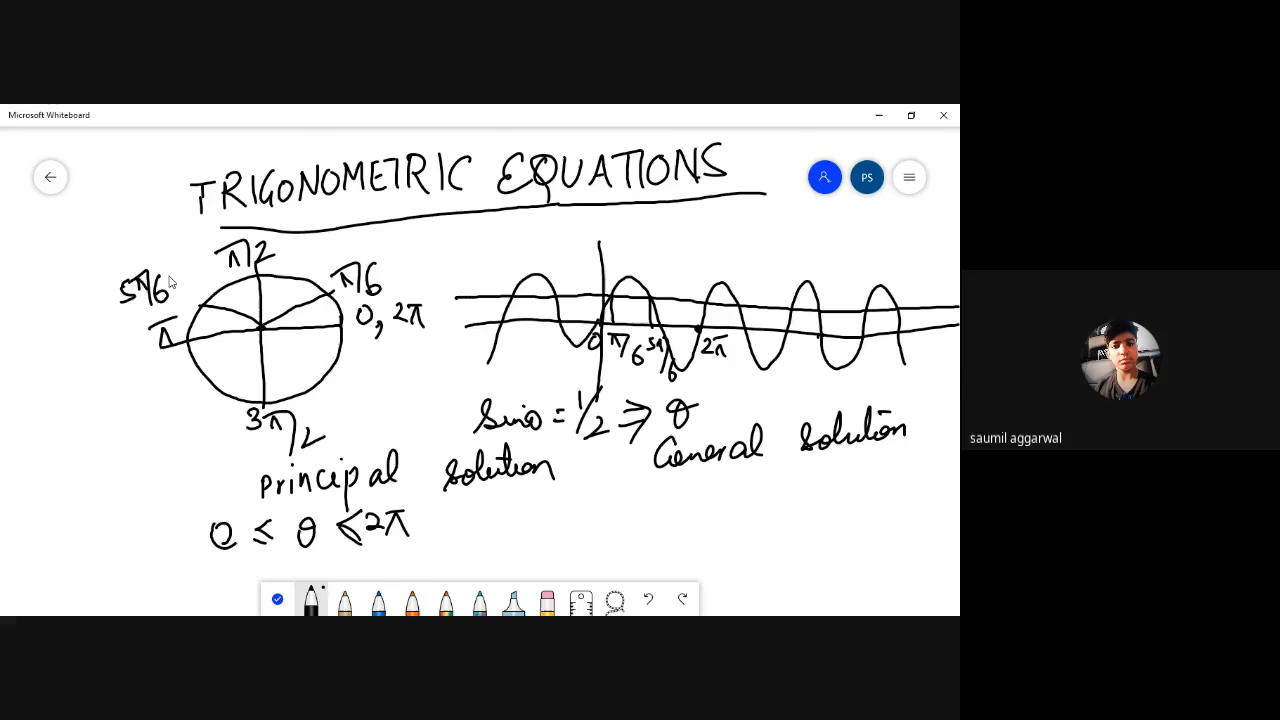 Microsoft Whiteboard
TRIGONOMETRIC EQUATIONS
PS
π/2
5π/6
π/6
π
0, 2π
3π/2
0 π/6 5π/6 2π
sinθ = 1/2 ⇒ θ
Principal solution
General solution
0 ≤ θ < 2π
saumil aggarwal